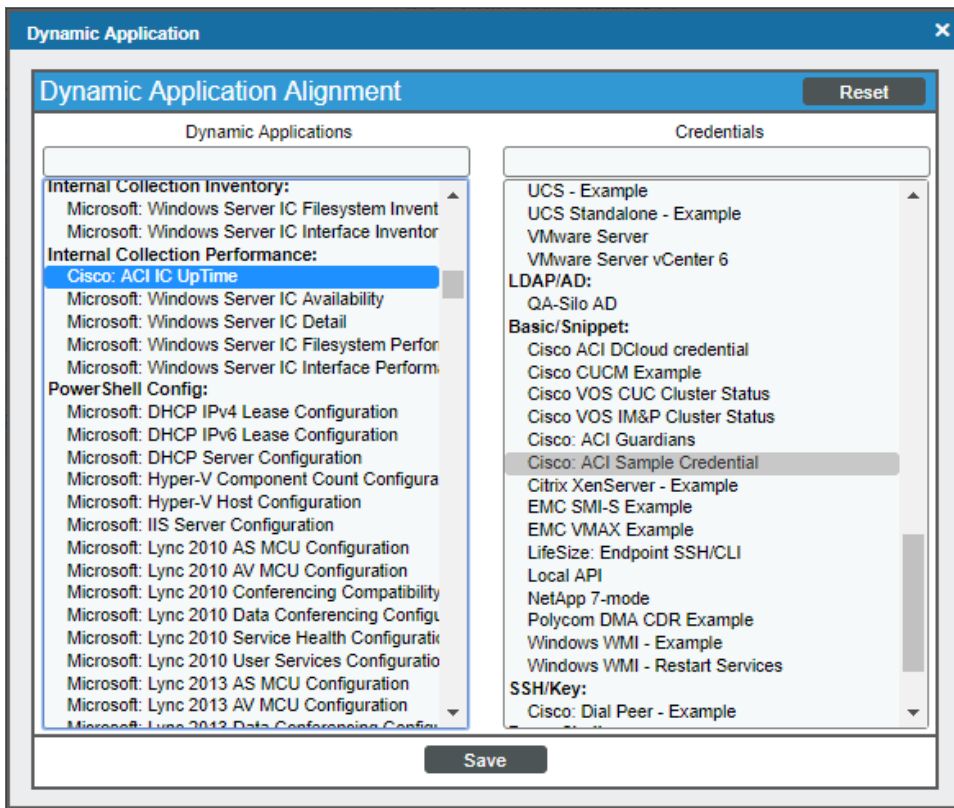 Dynamic Application
Dynamic Application Alignment
Reset
Dynamic Applications
Internal Collection Inventory:
Microsoft: Windows Server IC Filesystem Invent
Microsoft: Windows Server IC Interface Inventor
Internal Collection Performance:
Cisco: ACI IC UpTime
Microsoft: Windows Server IC Availability
Microsoft: Windows Server IC Detail
Microsoft: Windows Server IC Filesystem Perfor
Microsoft: Windows Server IC Interface Performa
PowerShell Config:
Microsoft: DHCP IPv4 Lease Configuration
Microsoft: DHCP IPv6 Lease Configuration
Microsoft: DHCP Server Configuration
Microsoft: Hyper-V Component Count Configura
Microsoft: Hyper-V Host Configuration
Microsoft: IIS Server Configuration
Microsoft: Lync 2010 AS MCU Configuration
Microsoft: Lync 2010 AV MCU Configuration
Microsoft: Lync 2010 Conferencing Compatibility
Microsoft: Lync 2010 Data Conferencing Configu
Microsoft: Lync 2010 Service Health Configuratic
Microsoft: Lync 2010 User Services Configuratio
Microsoft: Lync 2013 AS MCU Configuration
Microsoft: Lync 2013 AV MCU Configuration
Microsoft: Lync 2013 Data Conferencing Configu
Credentials
UCS - Example
UCS Standalone - Example
VMware Server
VMware Server vCenter 6
LDAP/AD:
QA-Silo AD
Basic/Snippet:
Cisco ACI DCloud credential
Cisco CUCM Example
Cisco VOS CUC Cluster Status
Cisco VOS IM&P Cluster Status
Cisco: ACI Guardians
Cisco: ACI Sample Credential
Citrix XenServer - Example
EMC SMI-S Example
EMC VMAX Example
LifeSize: Endpoint SSH/CLI
Local API
NetApp 7-mode
Polycom DMA CDR Example
Windows WMI - Example
Windows WMI - Restart Services
SSH/Key:
Cisco: Dial Peer - Example
Save